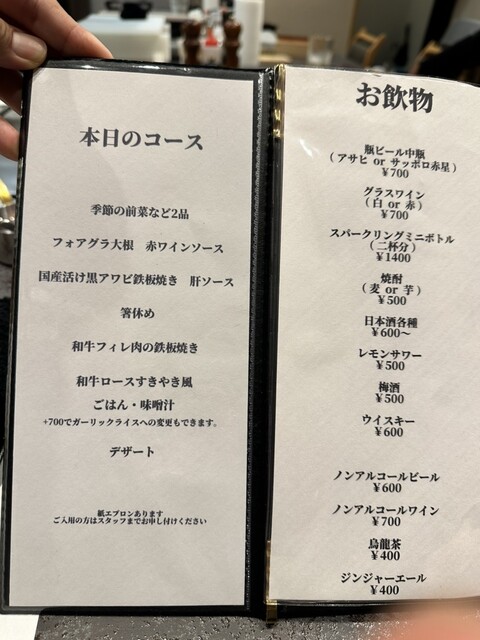 本日のコース
季節の前菜など2品
フォアグラ大根 赤ワインソース
国産活け黒アワビ鉄板焼き 肝ソース
箸休め
和牛フィレ肉の鉄板焼き
和牛ロースすきやき風
ごはん・味噌汁
+700でガーリックライスへの変更もできます。
デザート
紙エプロンあります
ご入用の方はスタッフまでお申し付けください
お飲物
瓶ビール中瓶
(アサヒ or サッポロ赤星)
¥700
グラスワイン
(白 or 赤)
¥700
スパークリングミニボトル
(二杯分)
¥1400
焼酎
(麦 or 芋)
¥500
日本酒各種
¥600~
レモンサワー
¥500
梅酒
¥500
ウイスキー
¥600
ノンアルコールビール
¥600
ノンアルコールワイン
¥700
烏龍茶
¥400
ジンジャーエール
¥400